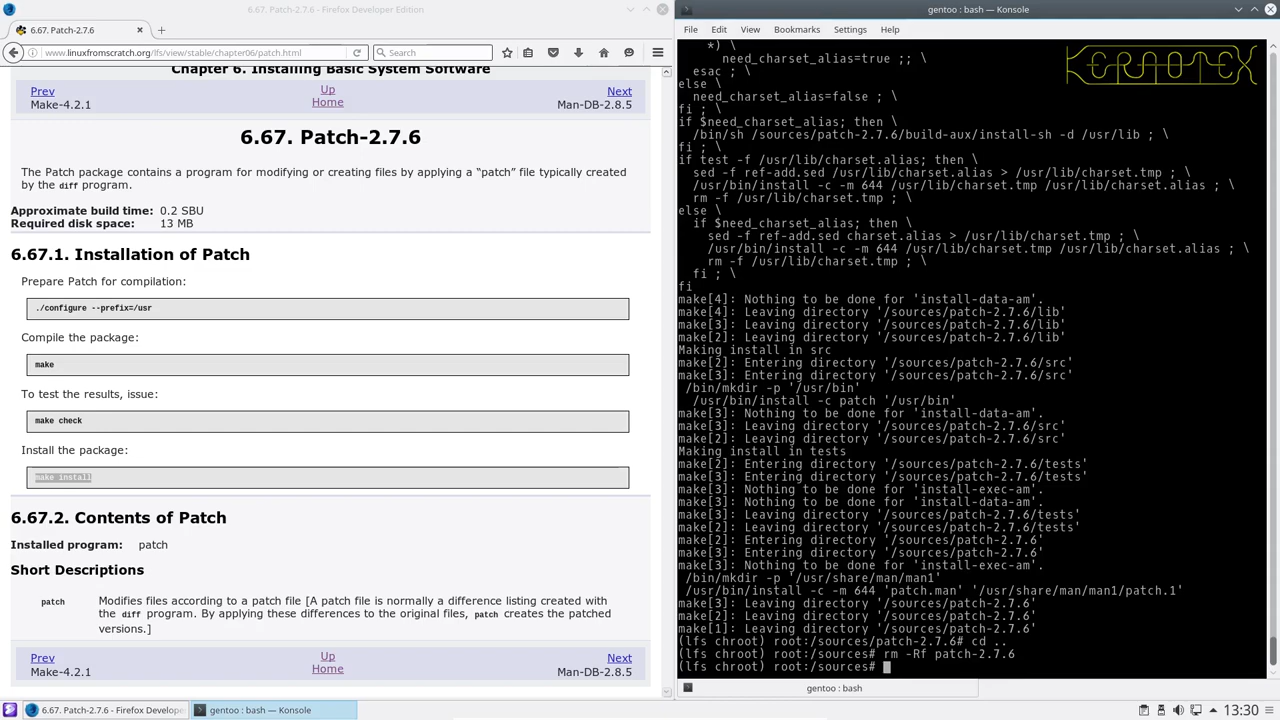 6.67. Patch-2.7.6 - Firefox Developer Edition
6.67. Patch-2.7.6
www.linuxfromscratch.org/lfs/view/stable/chapter06/patch.html
Search
Chapter 6. Installing Basic System Software
Prev
Up
Next
Make-4.2.1
Home
Man-DB-2.8.5
6.67. Patch-2.7.6
The Patch package contains a program for modifying or creating files by applying a “patch” file typically created
by the diff program.
Approximate build time: 0.2 SBU
Required disk space: 13 MB
6.67.1. Installation of Patch
Prepare Patch for compilation:
./configure --prefix=/usr
Compile the package:
make
To test the results, issue:
make check
Install the package:
make install
6.67.2. Contents of Patch
Installed program: patch
Short Descriptions
patch Modifies files according to a patch file [A patch file is normally a difference listing created with
the diff program. By applying these differences to the original files, patch creates the patched
versions.]
Prev
Up
Next
Make-4.2.1
Home
Man-DB-2.8.5
gentoo : bash — Konsole
File Edit View Bookmarks Settings Help
KERNOTEX
*) \
need_charset_alias=true ;; \
esac ; \
else \
need_charset_alias=false ; \
fi ; \
if $need_charset_alias; then \
/bin/sh /sources/patch-2.7.6/build-aux/install-sh -d /usr/lib ; \
fi ; \
if test -f /usr/lib/charset.alias; then \
sed -f ref-add.sed /usr/lib/charset.alias > /usr/lib/charset.tmp ; \
/usr/bin/install -c -m 644 /usr/lib/charset.tmp /usr/lib/charset.alias ; \
rm -f /usr/lib/charset.tmp ; \
else \
if $need_charset_alias; then \
sed -f ref-add.sed charset.alias > /usr/lib/charset.tmp ; \
/usr/bin/install -c -m 644 /usr/lib/charset.tmp /usr/lib/charset.alias ; \
rm -f /usr/lib/charset.tmp ; \
fi ; \
fi
make[4]: Nothing to be done for 'install-data-am'.
make[4]: Leaving directory '/sources/patch-2.7.6/lib'
make[3]: Leaving directory '/sources/patch-2.7.6/lib'
make[2]: Leaving directory '/sources/patch-2.7.6/lib'
Making install in src
make[2]: Entering directory '/sources/patch-2.7.6/src'
make[3]: Entering directory '/sources/patch-2.7.6/src'
/bin/mkdir -p '/usr/bin'
/usr/bin/install -c patch '/usr/bin'
make[3]: Nothing to be done for 'install-data-am'.
make[3]: Leaving directory '/sources/patch-2.7.6/src'
make[2]: Leaving directory '/sources/patch-2.7.6/src'
Making install in tests
make[2]: Entering directory '/sources/patch-2.7.6/tests'
make[3]: Entering directory '/sources/patch-2.7.6/tests'
make[3]: Nothing to be done for 'install-exec-am'.
make[3]: Nothing to be done for 'install-data-am'.
make[3]: Leaving directory '/sources/patch-2.7.6/tests'
make[2]: Leaving directory '/sources/patch-2.7.6/tests'
make[2]: Entering directory '/sources/patch-2.7.6'
make[3]: Entering directory '/sources/patch-2.7.6'
make[3]: Nothing to be done for 'install-exec-am'.
/bin/mkdir -p '/usr/share/man/man1'
/usr/bin/install -c -m 644 'patch.man' '/usr/share/man/man1/patch.1'
make[3]: Leaving directory '/sources/patch-2.7.6'
make[2]: Leaving directory '/sources/patch-2.7.6'
make[1]: Leaving directory '/sources/patch-2.7.6'
(lfs chroot) root:/sources/patch-2.7.6# cd ..
(lfs chroot) root:/sources# rm -Rf patch-2.7.6
(lfs chroot) root:/sources#
gentoo : bash
6.67. Patch-2.7.6 - Firefox Develope
gentoo : bash — Konsole
13:30